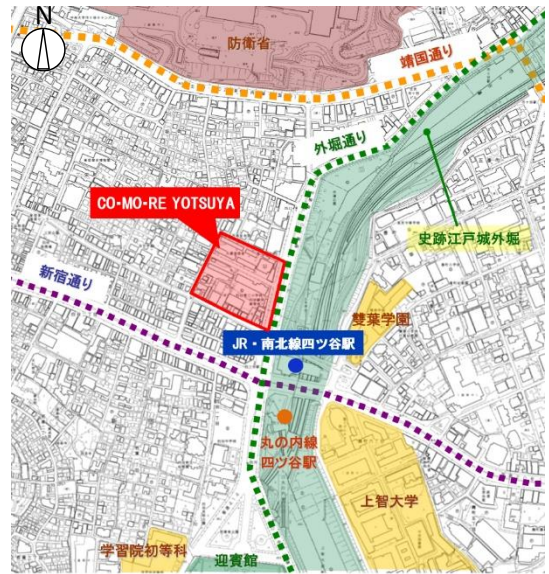 N
防衛省
靖国通り
外堀通り
CO・MO・RE YOTSUYA
史跡江戸城外堀
新宿通り
雙葉学園
JR・南北線四ツ谷駅
丸の内線
四ツ谷駅
上智大学
学習院初等科
迎賓館